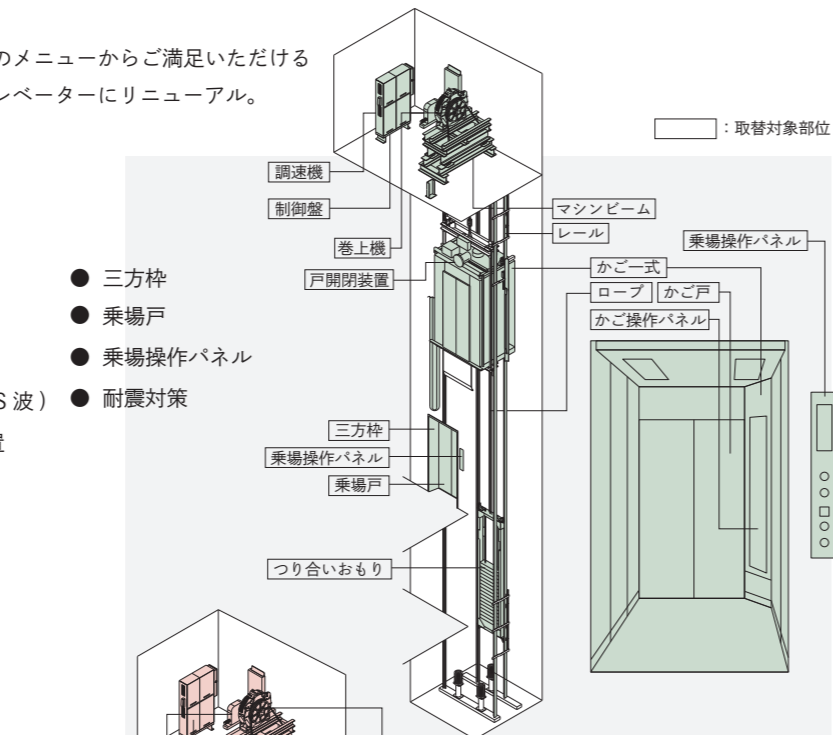 のメニューからご満足いただける
レベーターにリニューアル。
：取替対象部位
調速機
制御盤
巻上機
戸開閉装置
マシンビーム
レール
かご一式
ロープ
かご戸
かご操作パネル
乗場操作パネル
● 三方枠
● 乗場戸
● 乗場操作パネル
S波） ● 耐震対策
置
三方枠
乗場操作パネル
乗場戸
つり合いおもり